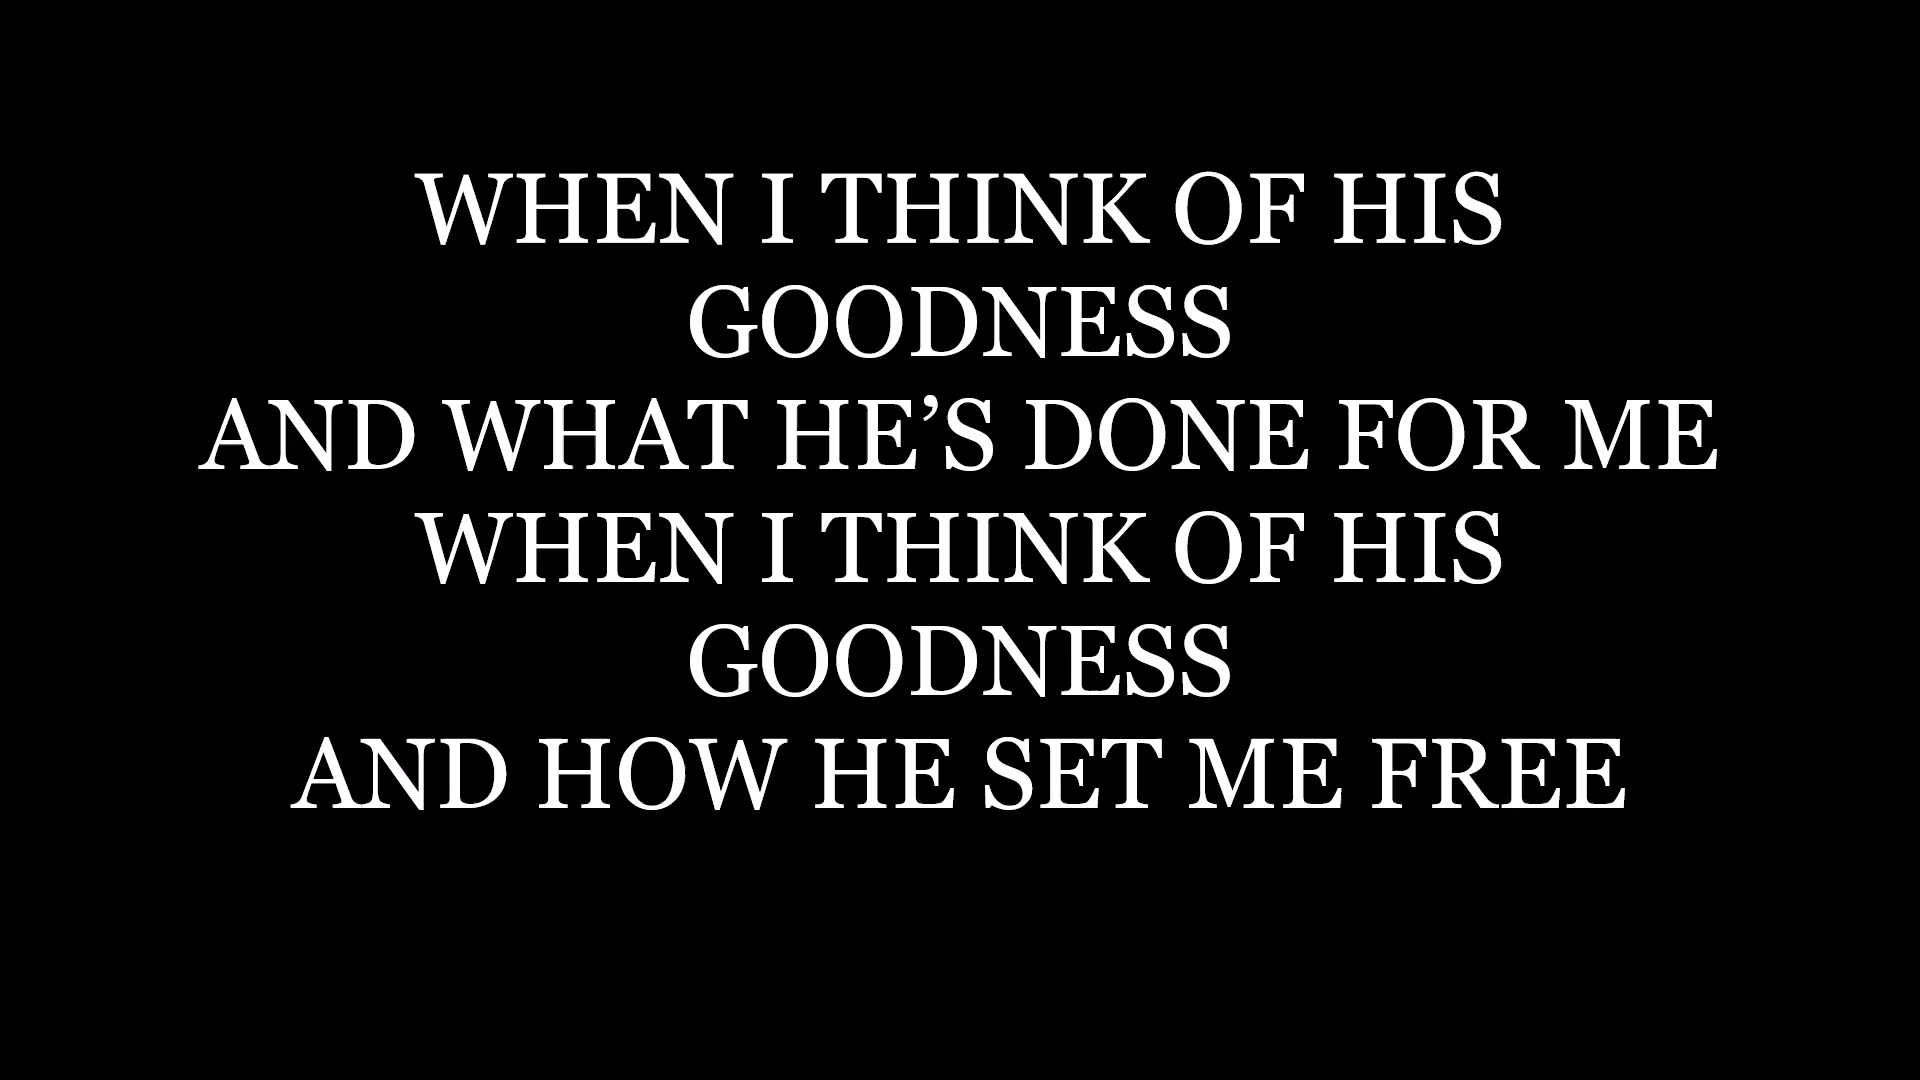 WHEN I THINK OF HIS
GOODNESS
AND WHAT HE’S DONE FOR ME
WHEN I THINK OF HIS
GOODNESS
AND HOW HE SET ME FREE